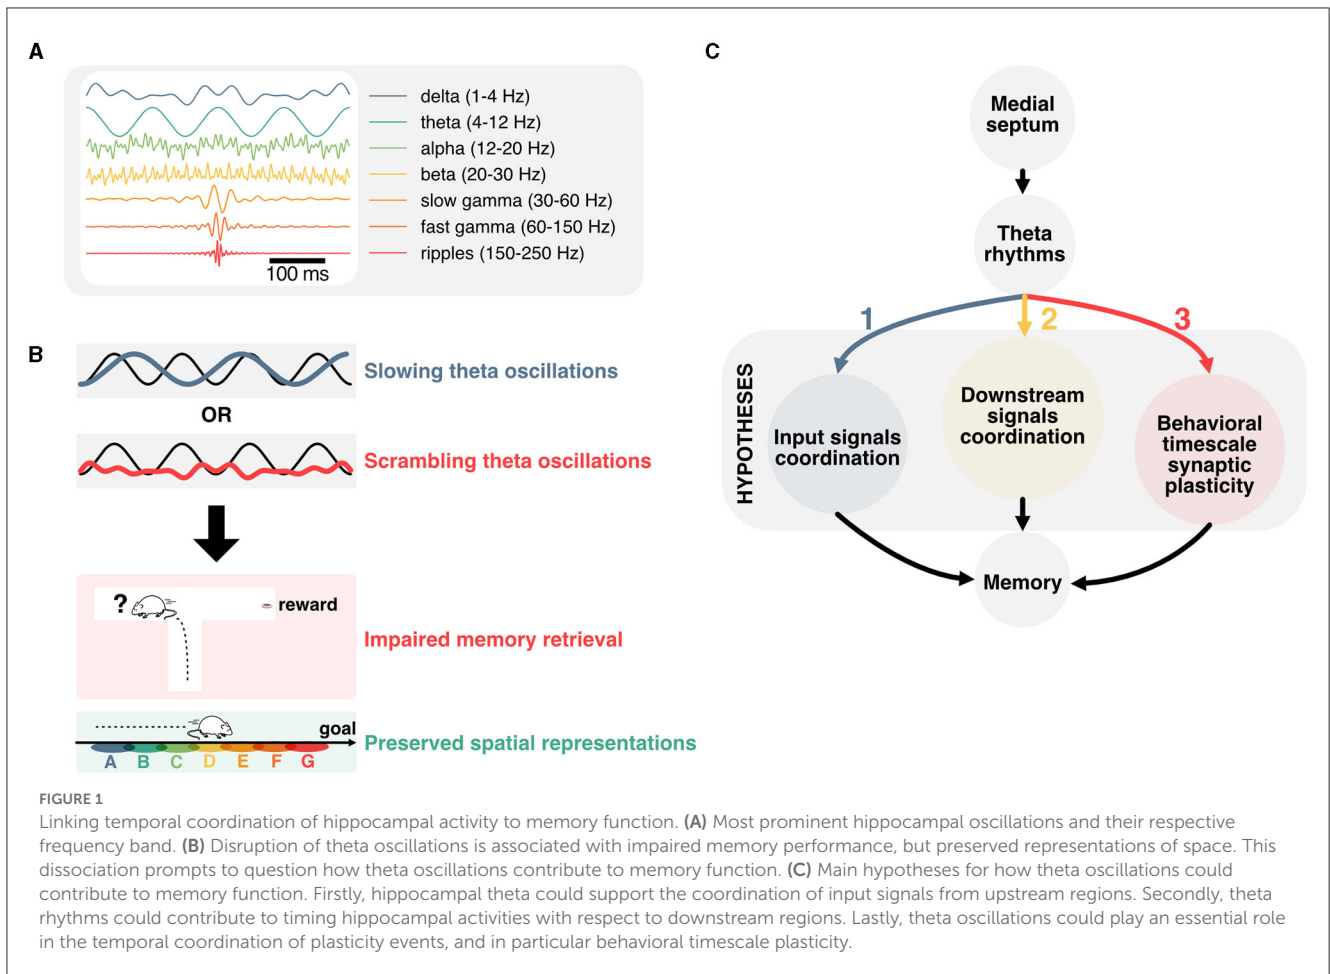 A
delta (1-4 Hz)
theta (4-12 Hz)
alpha (12-20 Hz)
beta (20-30 Hz)
slow gamma (30-60 Hz)
fast gamma (60-150 Hz)
ripples (150-250 Hz)
100 ms
B
Slowing theta oscillations
OR
Scrambling theta oscillations
?
reward
Impaired memory retrieval
goal
A B C D E F G
Preserved spatial representations
C
Medial
septum
Theta
rhythms
1
2
3
HYPOTHESES
Input signals
coordination
Downstream
signals
coordination
Behavioral
timescale
synaptic
plasticity
Memory
FIGURE 1
Linking temporal coordination of hippocampal activity to memory function. (A) Most prominent hippocampal oscillations and their respective
frequency band. (B) Disruption of theta oscillations is associated with impaired memory performance, but preserved representations of space. This
dissociation prompts to question how theta oscillations contribute to memory function. (C) Main hypotheses for how theta oscillations could
contribute to memory function. Firstly, hippocampal theta could support the coordination of input signals from upstream regions. Secondly, theta
rhythms could contribute to timing hippocampal activities with respect to downstream regions. Lastly, theta oscillations could play an essential role
in the temporal coordination of plasticity events, and in particular behavioral timescale plasticity.